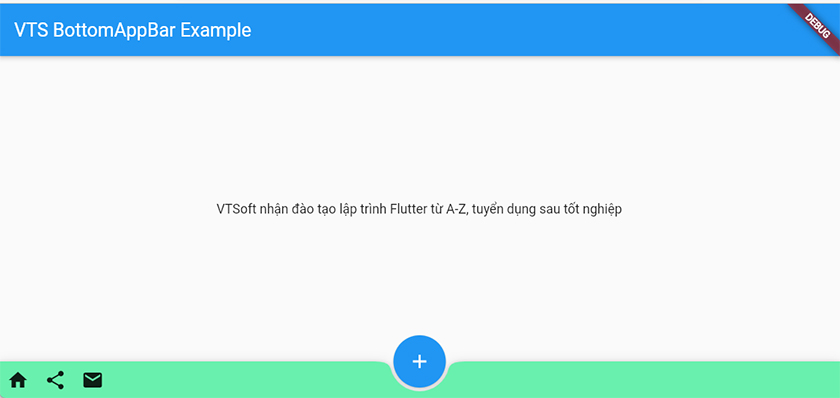 VTS BottomAppBar Example
DEBUG
VTSoft nhận đào tạo lập trình Flutter từ A-Z, tuyển dụng sau tốt nghiệp